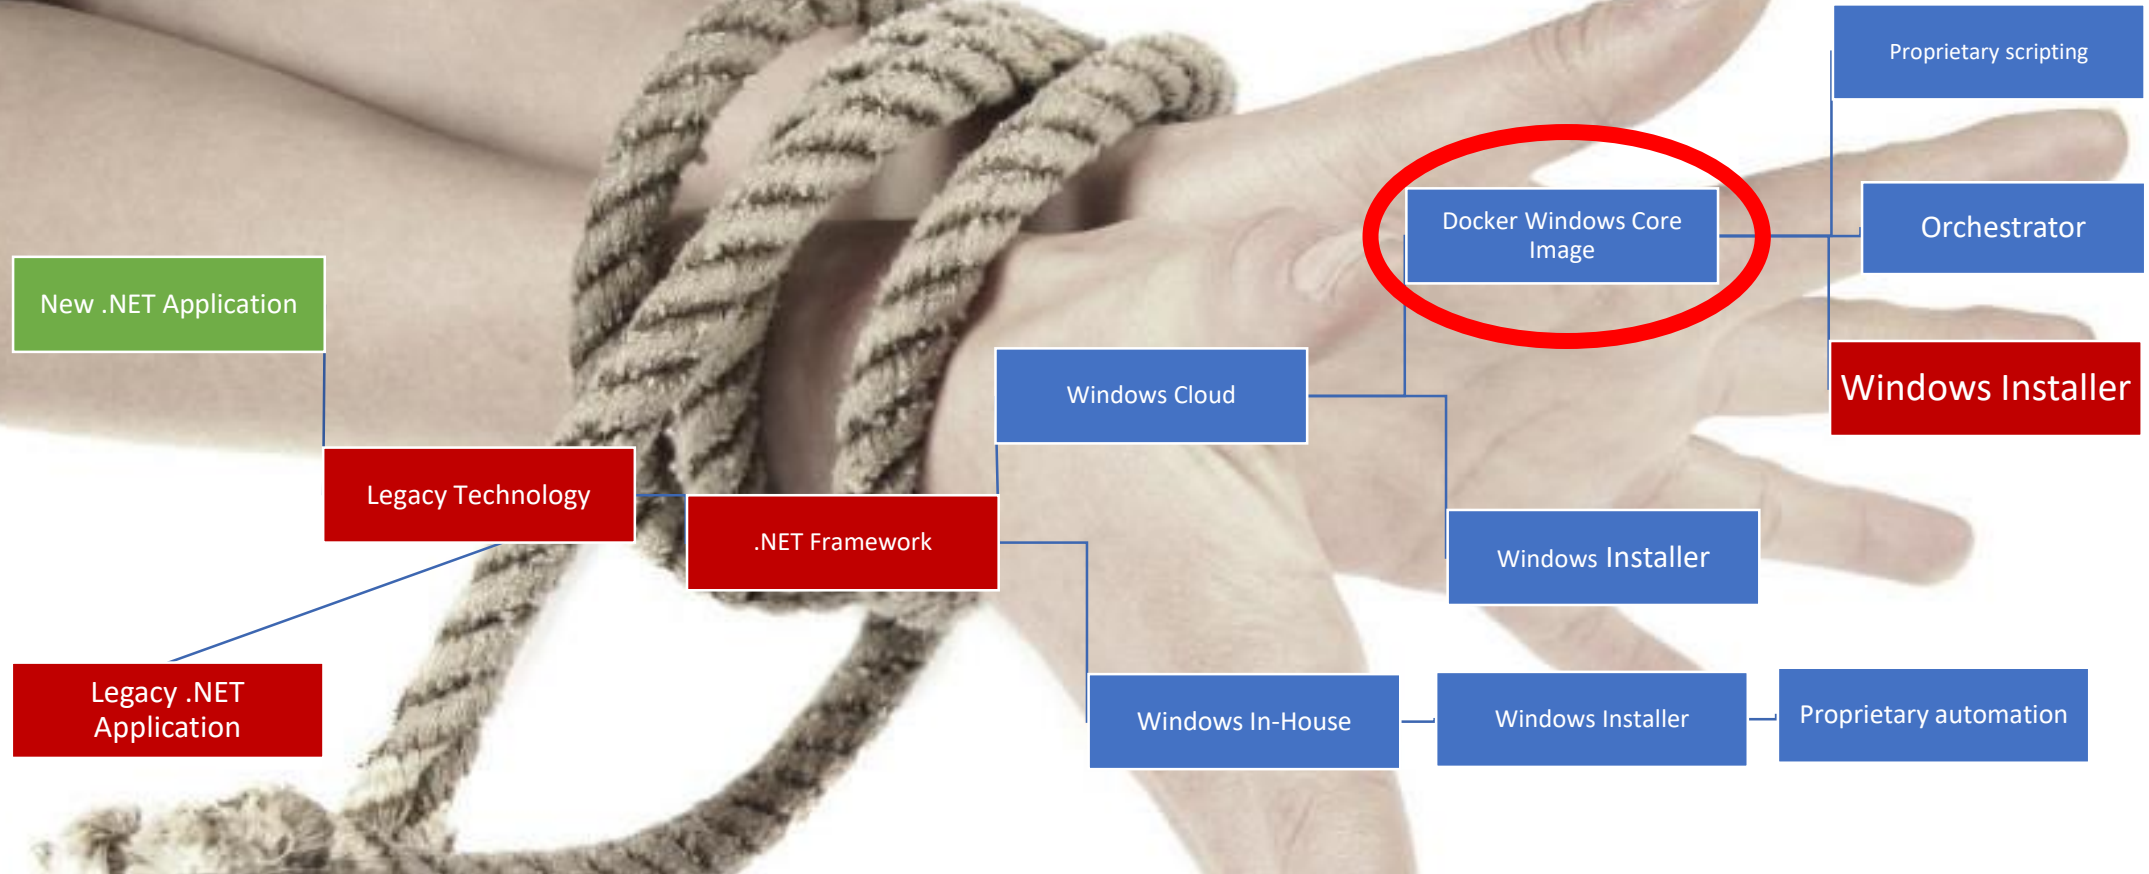 Proprietary scripting
Docker Windows Core
Image
Orchestrator
New .NET Application
Windows Cloud
Windows Installer
Legacy Technology
.NET Framework
Windows Installer
Legacy .NET
Application
Windows In-House
Windows Installer
Proprietary automation